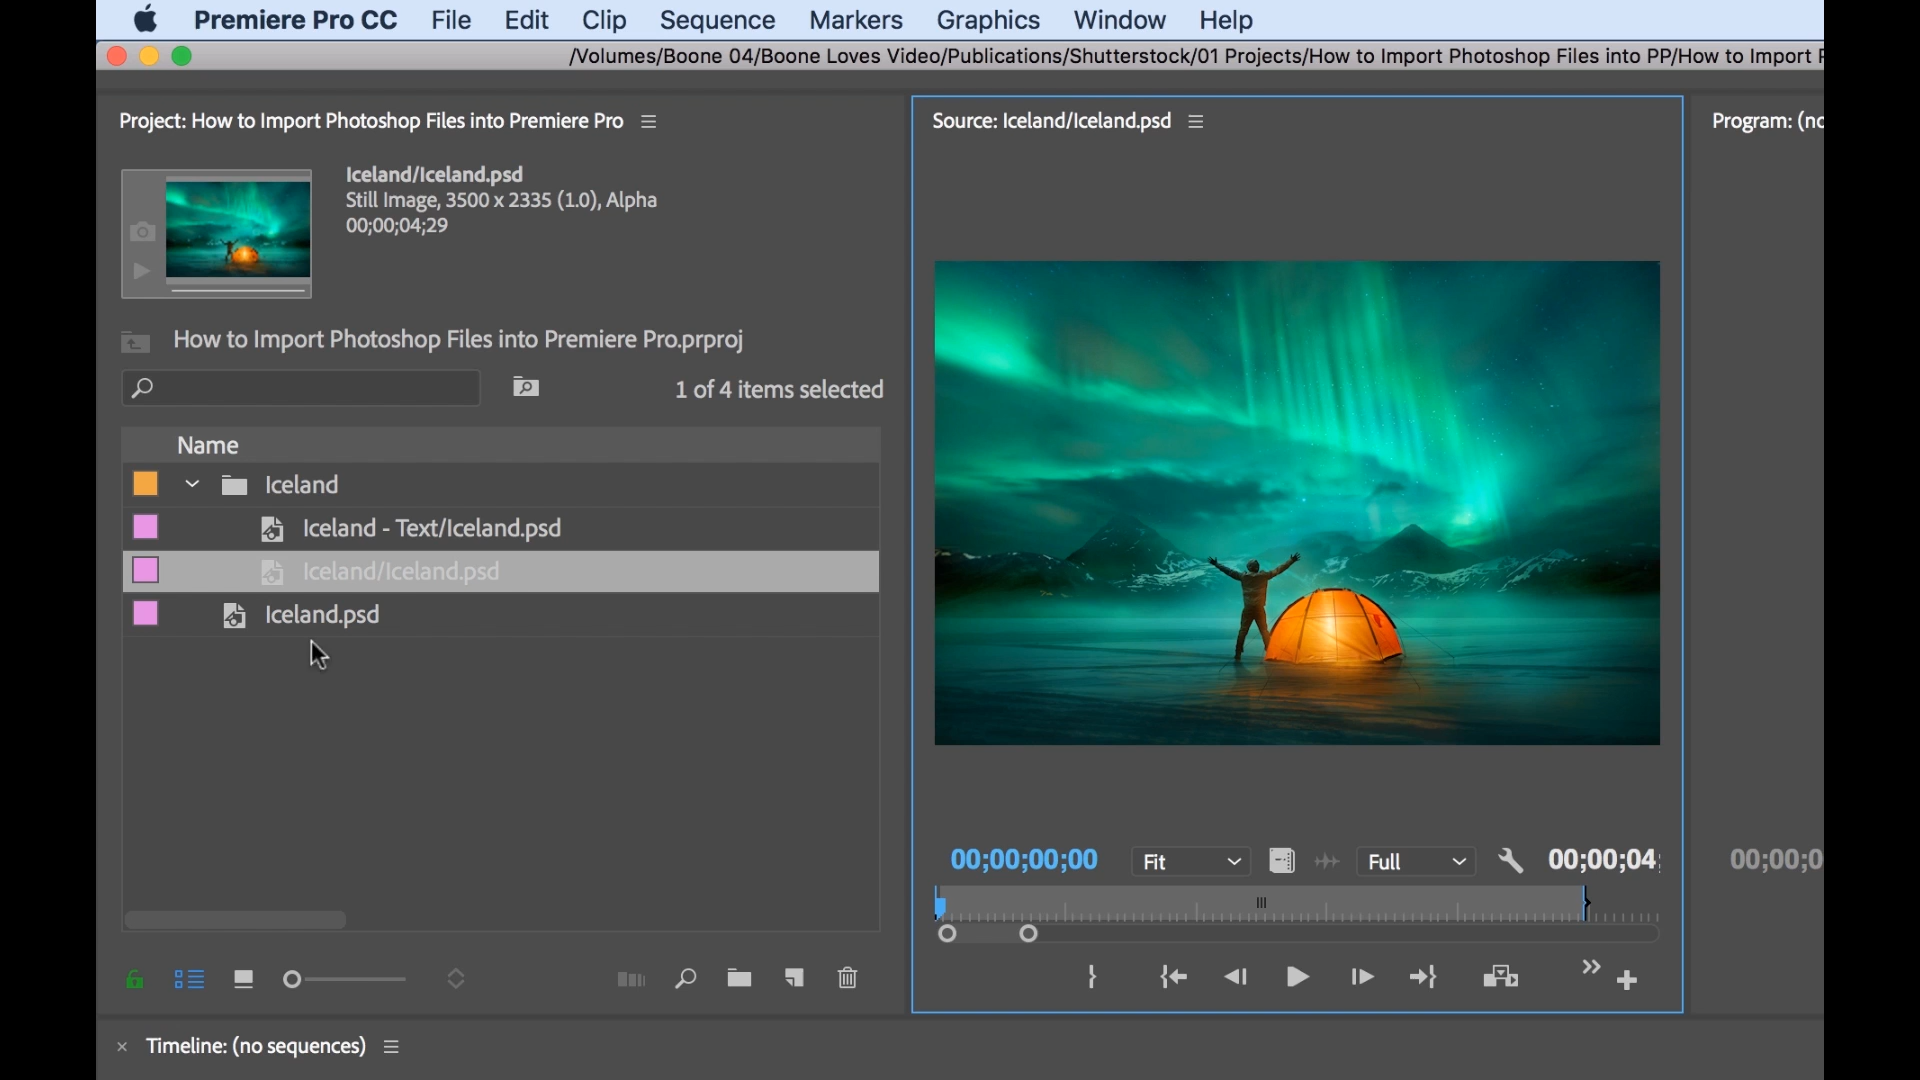 Premiere Pro CC File Edit Clip Sequence Markers Graphics Window Help
/Volumes/Boone 04/Boone Loves Video/Publications/Shutterstock/01 Projects/How to Import Photoshop Files into PP/How to Import
Project: How to Import Photoshop Files into Premiere Pro
Source: Iceland/Iceland.psd
Program: (no
Iceland/Iceland.psd
Still Image, 3500 x 2335 (1.0), Alpha
00;00;04;29
How to Import Photoshop Files into Premiere Pro.prproj
1 of 4 items selected
Name
Iceland
Iceland - Text/Iceland.psd
Iceland/Iceland.psd
Iceland.psd
00;00;00;00 Fit Full 00;00;04;
00;00;0
Timeline: (no sequences)